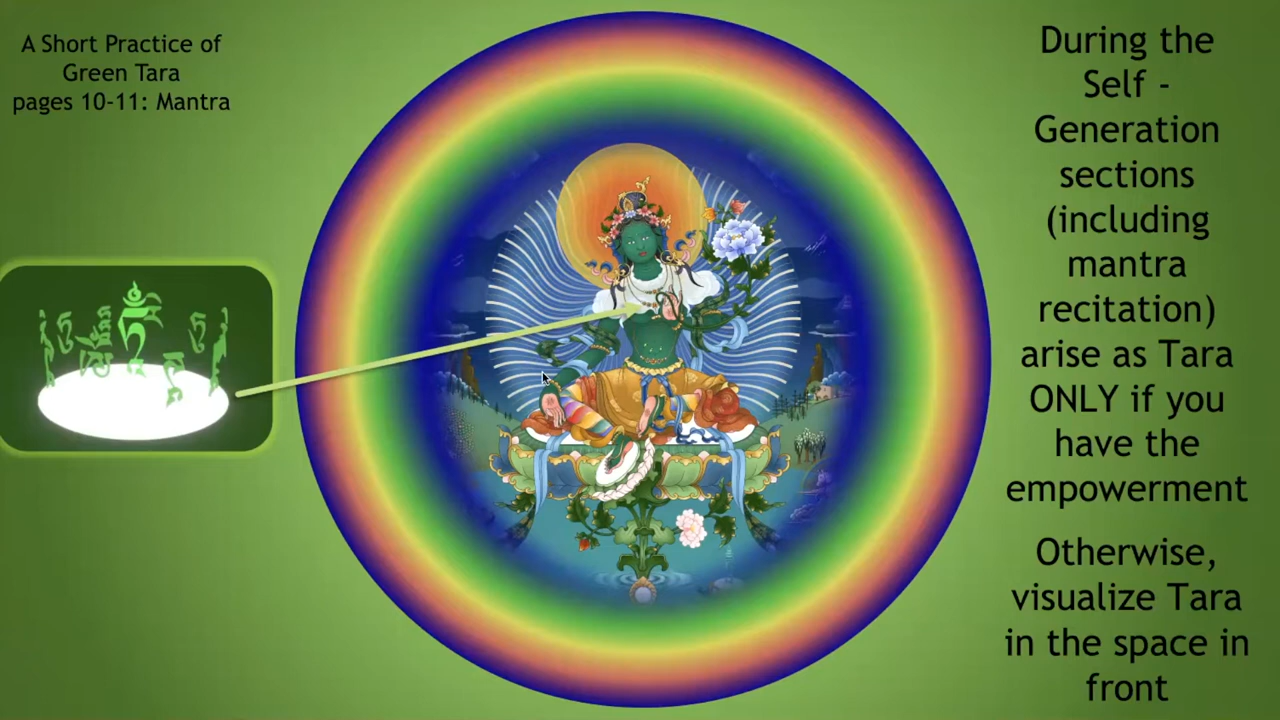 A Short Practice of
Green Tara
pages 10-11: Mantra
During the
Self -
Generation
sections
(including
mantra
recitation)
arise as Tara
ONLY if you
have the
empowerment
Otherwise,
visualize Tara
in the space in
front